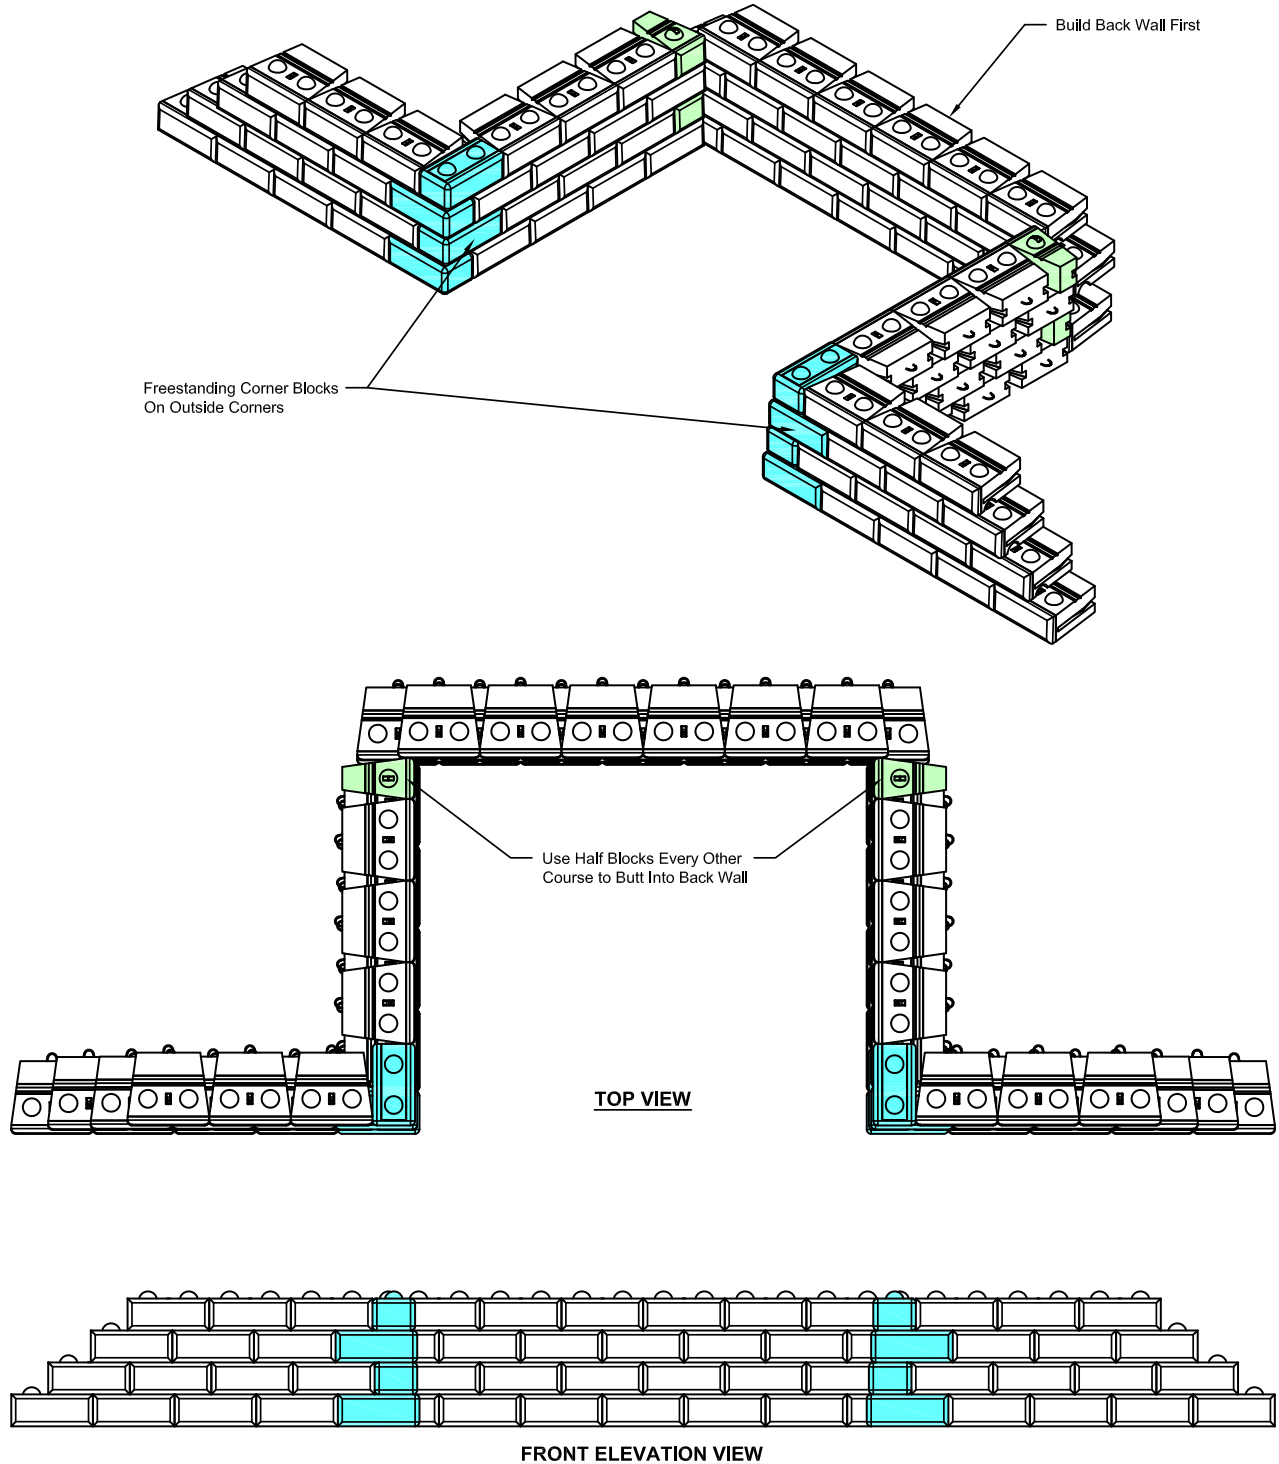 Build Back Wall First
Freestanding Corner Blocks
On Outside Corners
Use Half Blocks Every Other
Course to Butt Into Back Wall
TOP VIEW
FRONT ELEVATION VIEW